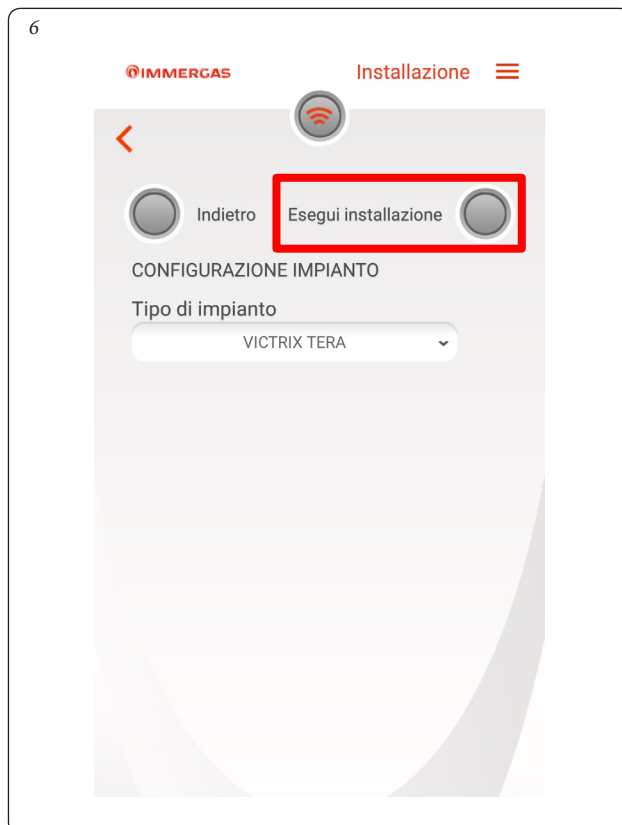 6
IMMERGAS
Installazione
Indietro
Esegui installazione
CONFIGURAZIONE IMPIANTO
Tipo di impianto
VICTRIX TERA